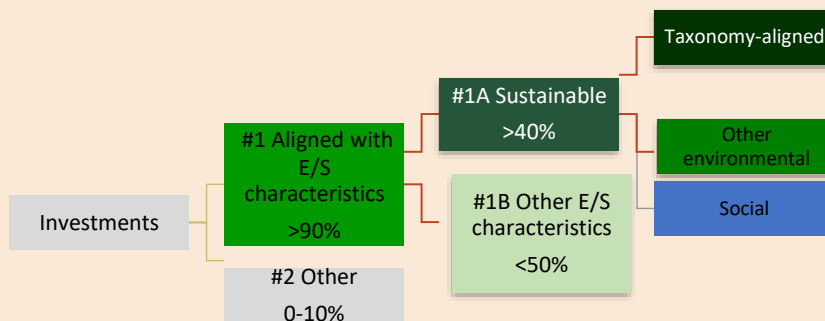 Investments
#1 Aligned with
E/S
characteristics
>90%
#2 Other
0-10%
#1A Sustainable
>40%
#1B Other E/S
characteristics
<50%
Taxonomy-aligned
Other
environmental
Social